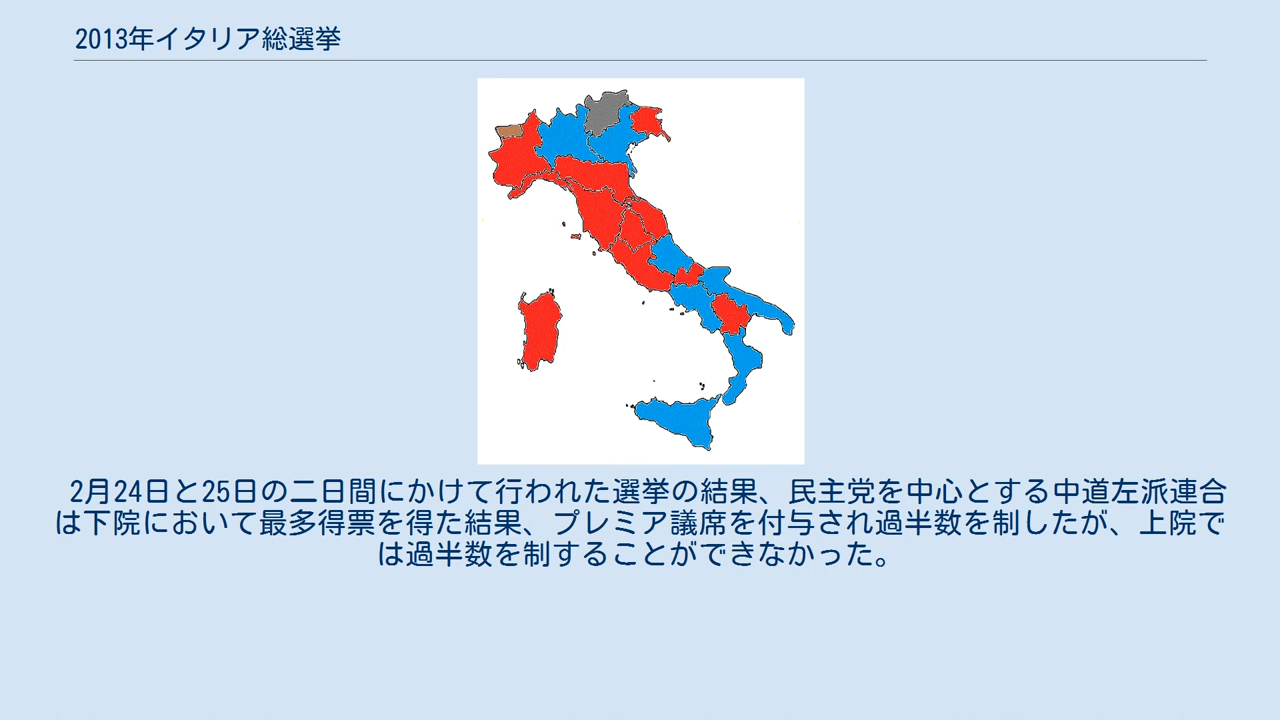 2013年イタリア総選挙
2月24日と25日の二日間にかけて行われた選挙の結果、民主党を中心とする中道左派連合
は下院において最多得票を得た結果、プレミア議席を付与され過半数を制したが、上院で
は過半数を制することができなかった。